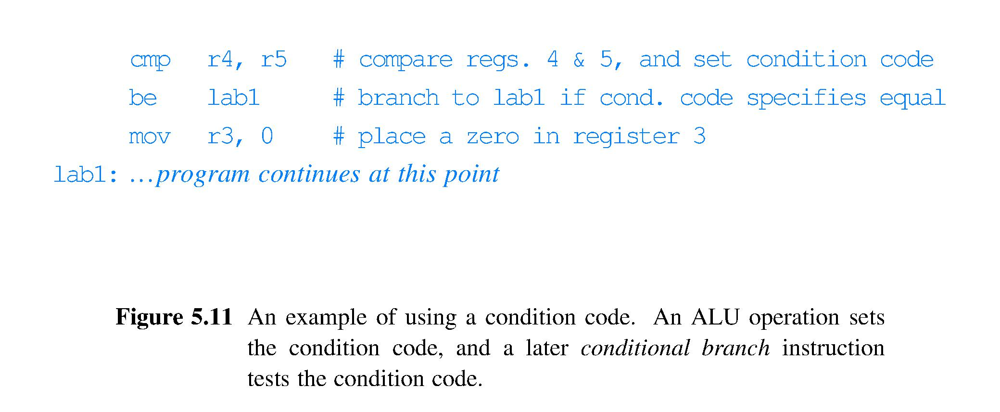 cmp r4, r5 # compare regs. 4 & 5, and set condition code
be lab1 # branch to lab1 if cond. code specifies equal
mov r3, 0 # place a zero in register 3
lab1: ...program continues at this point
Figure 5.11 An example of using a condition code. An ALU operation sets
the condition code, and a later conditional branch instruction
tests the condition code.